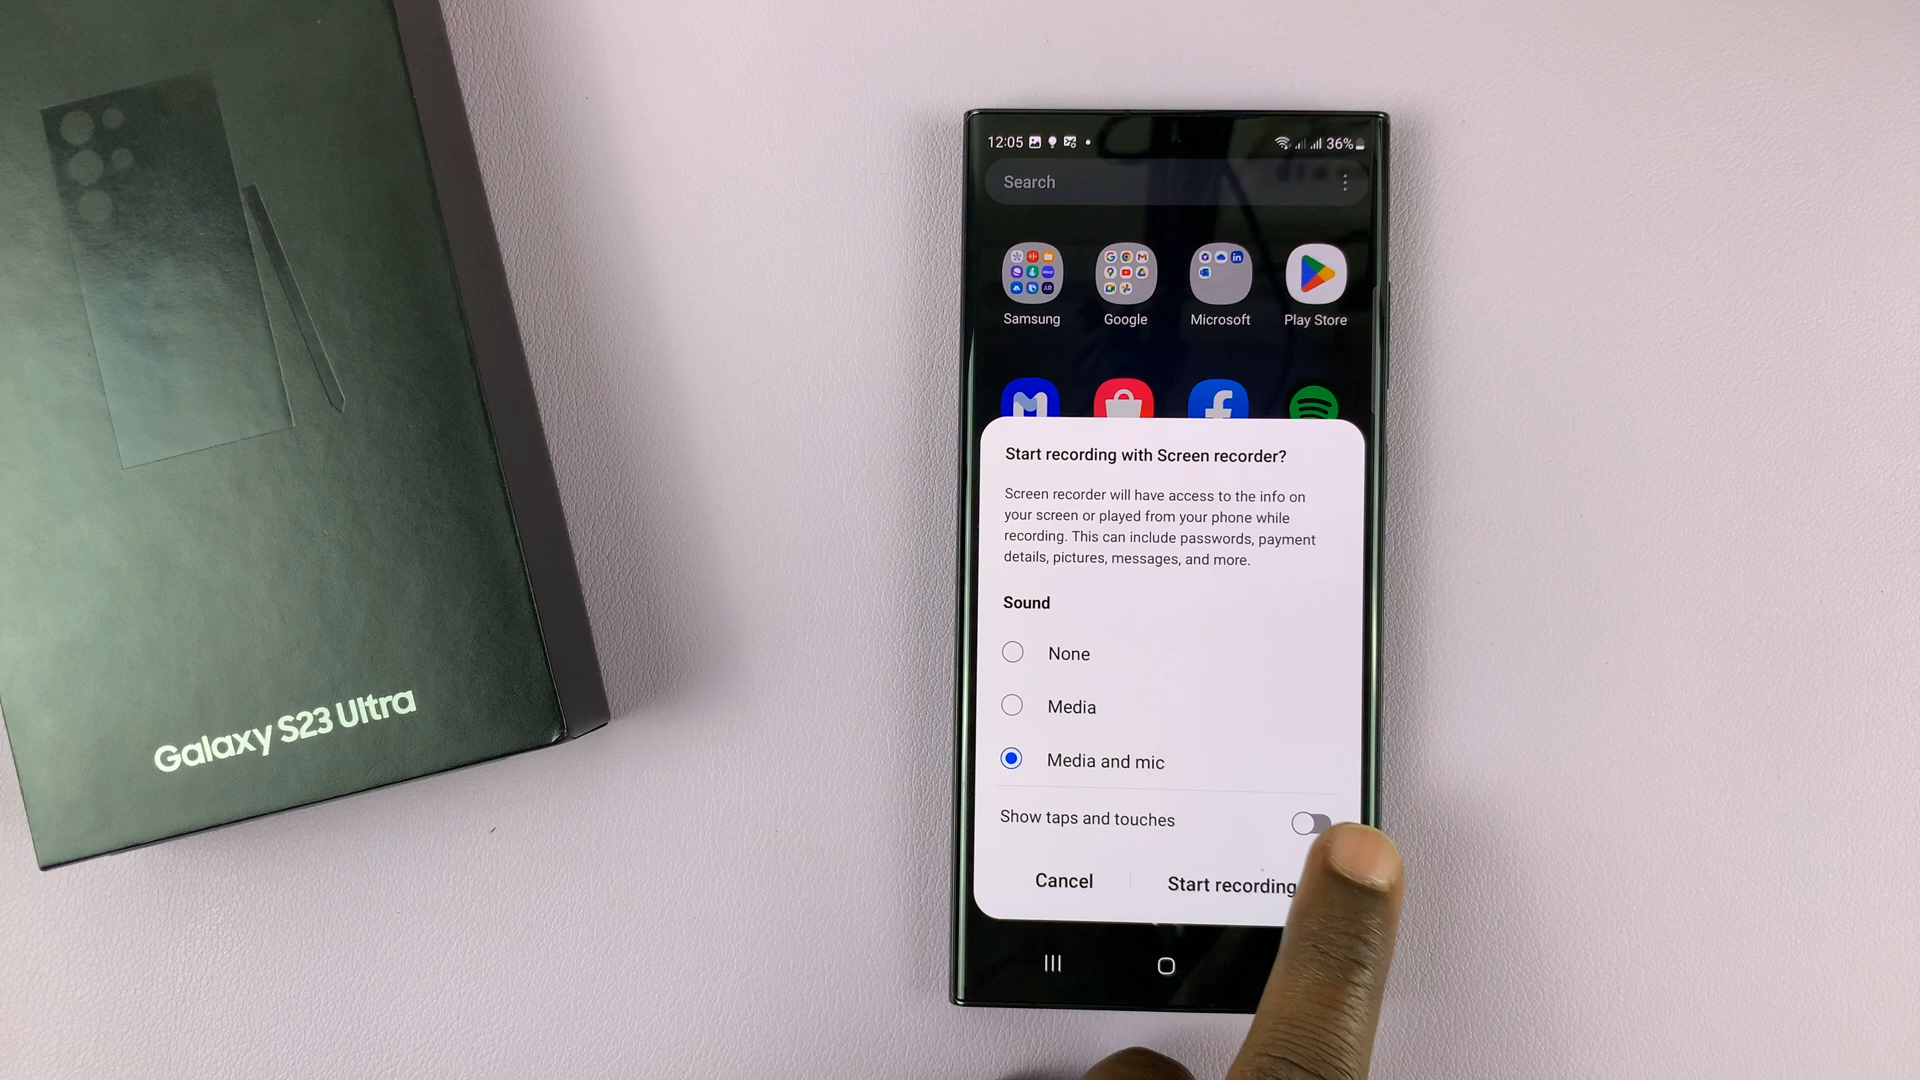 Galaxy S23 Ultra
12:05
36%
Search
Samsung
Google
Microsoft
Play Store
Start recording with Screen recorder?
Screen recorder will have access to the info on
your screen or played from your phone while
recording. This can include passwords, payment
details, pictures, messages, and more.
Sound
None
Media
Media and mic
Show taps and touches
Cancel
Start recording